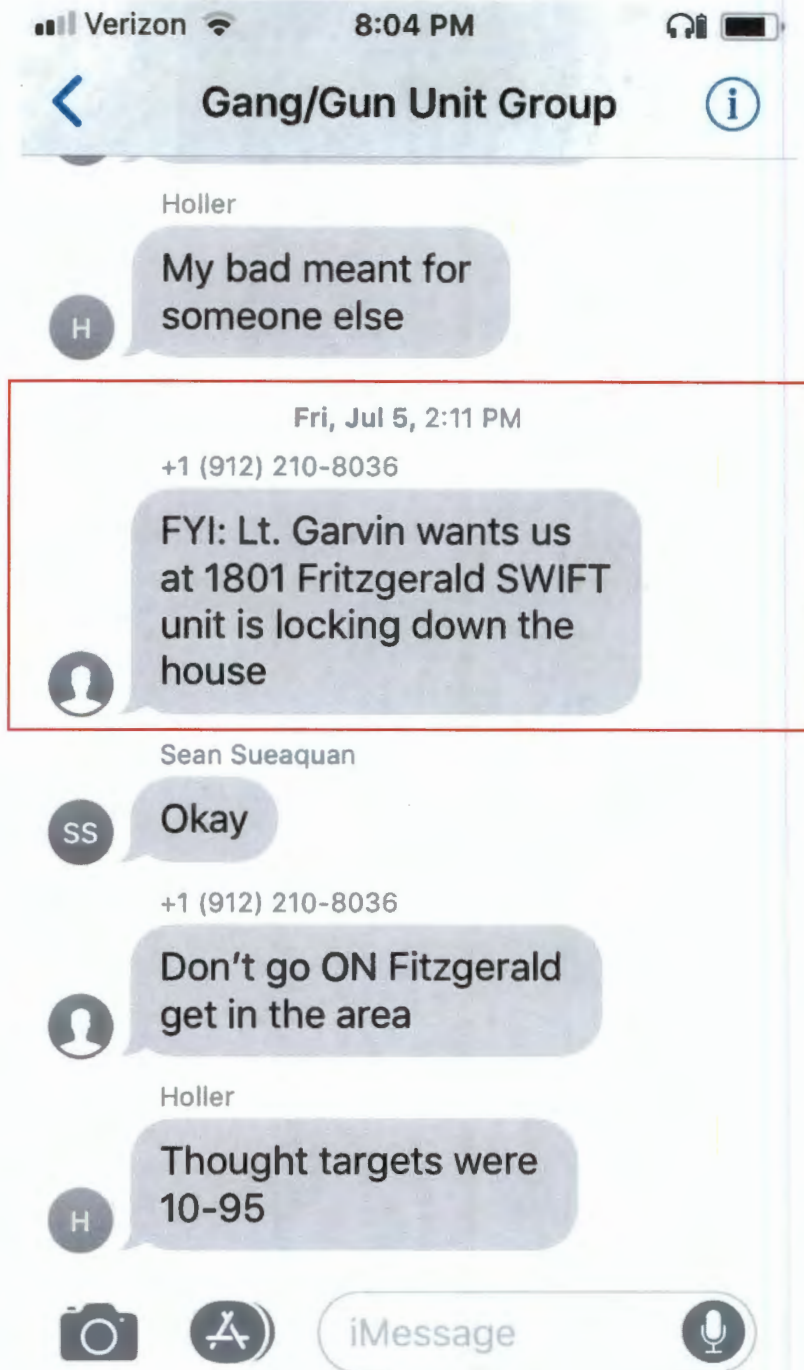 Verizon 8:04 PM
Gang/Gun Unit Group
Holler
My bad meant for
someone else
H
Fri, Jul 5, 2:11 PM
+1 (912) 210-8036
FYI: Lt. Garvin wants us
at 1801 Fritzgerald SWIFT
unit is locking down the
house
Sean Sueaquan
Okay
SS
+1 (912) 210-8036
Don't go ON Fitzgerald
get in the area
Holler
Thought targets were
10-95
H
iMessage